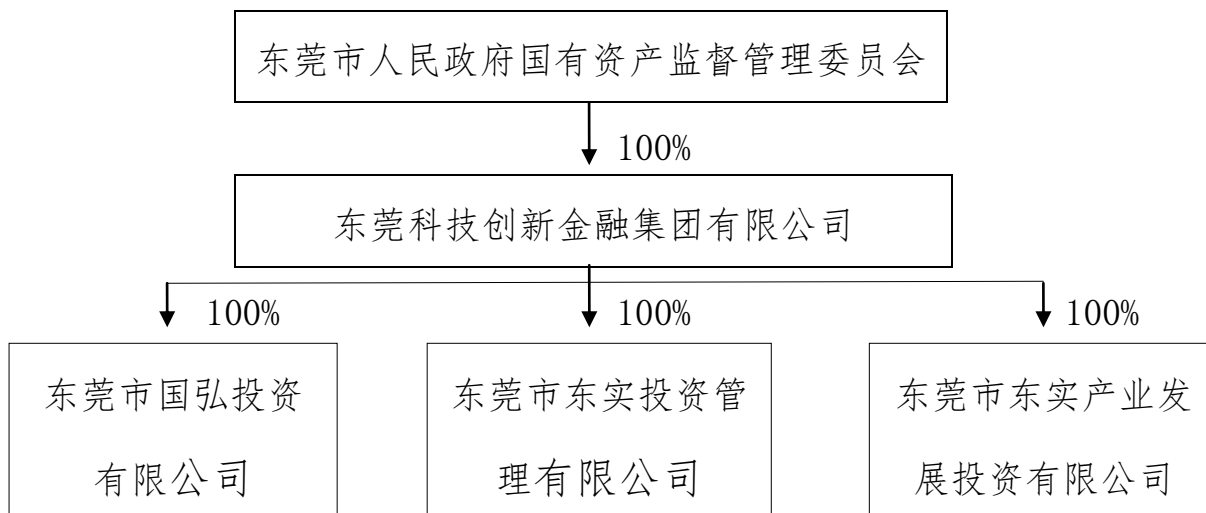 东莞市人民政府国有资产监督管理委员会
100%
东莞科技创新金融集团有限公司
100%
100%
100%
东莞市国弘投资
有限公司
东莞市东实投资管
理有限公司
东莞市东实产业发
展投资有限公司